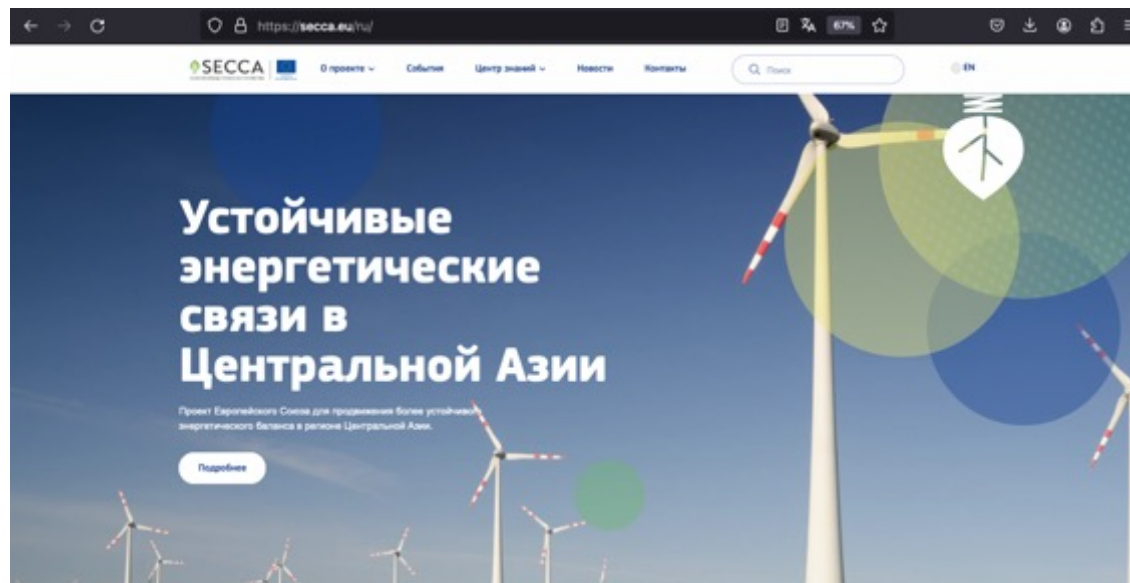 https://secca.eu/ru/
67%
SECCA
О проекте
События
Центр знаний
Новости
Контакты
Поиск
EN
Устойчивые
энергетические
связи в
Центральной Азии
Проект Европейского Союза для продвижения более устойчивого
энергетического баланса в регионе Центральной Азии.
Подробнее